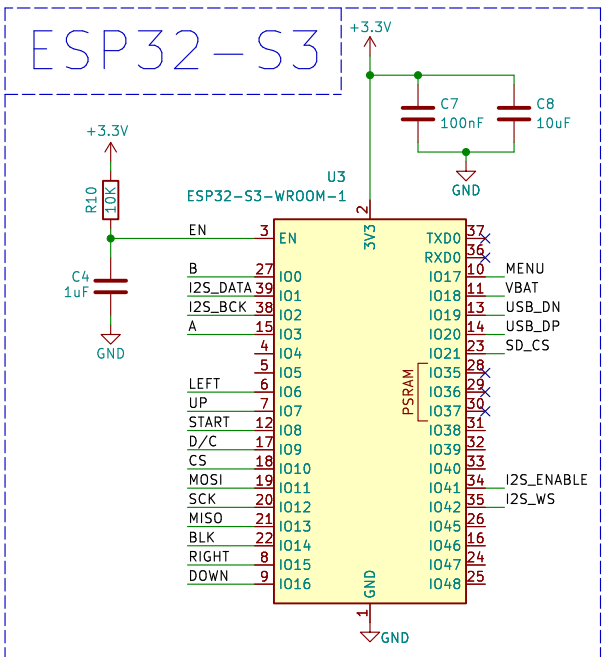 ESP32-S3
+3.3V
C7
100nF
C8
10uF
GND
+3.3V
R10
10K
C4
1uF
GND
U3
ESP32-S3-WROOM-1
2
3V3
EN 3 EN
B 27 IO0
I2S_DATA 39 IO1
I2S_BCK 38 IO2
A 15 IO3
4 IO4
5 IO5
LEFT 6 IO6
UP 7 IO7
START 12 IO8
D/C 17 IO9
CS 18 IO10
MOSI 19 IO11
SCK 20 IO12
MISO 21 IO13
BLK 22 IO14
RIGHT 8 IO15
DOWN 9 IO16
TXD0 37
RXD0 36
IO17 10 MENU
IO18 11 VBAT
IO19 13 USB_DN
IO20 14 USB_DP
IO21 23 SD_CS
PSRAM
IO35 28
IO36 29
IO37 30
IO38 31
IO39 32
IO40 33
IO41 34 I2S_ENABLE
IO42 35 I2S_WS
IO45 26
IO46 16
IO47 24
IO48 25
GND
1
GND